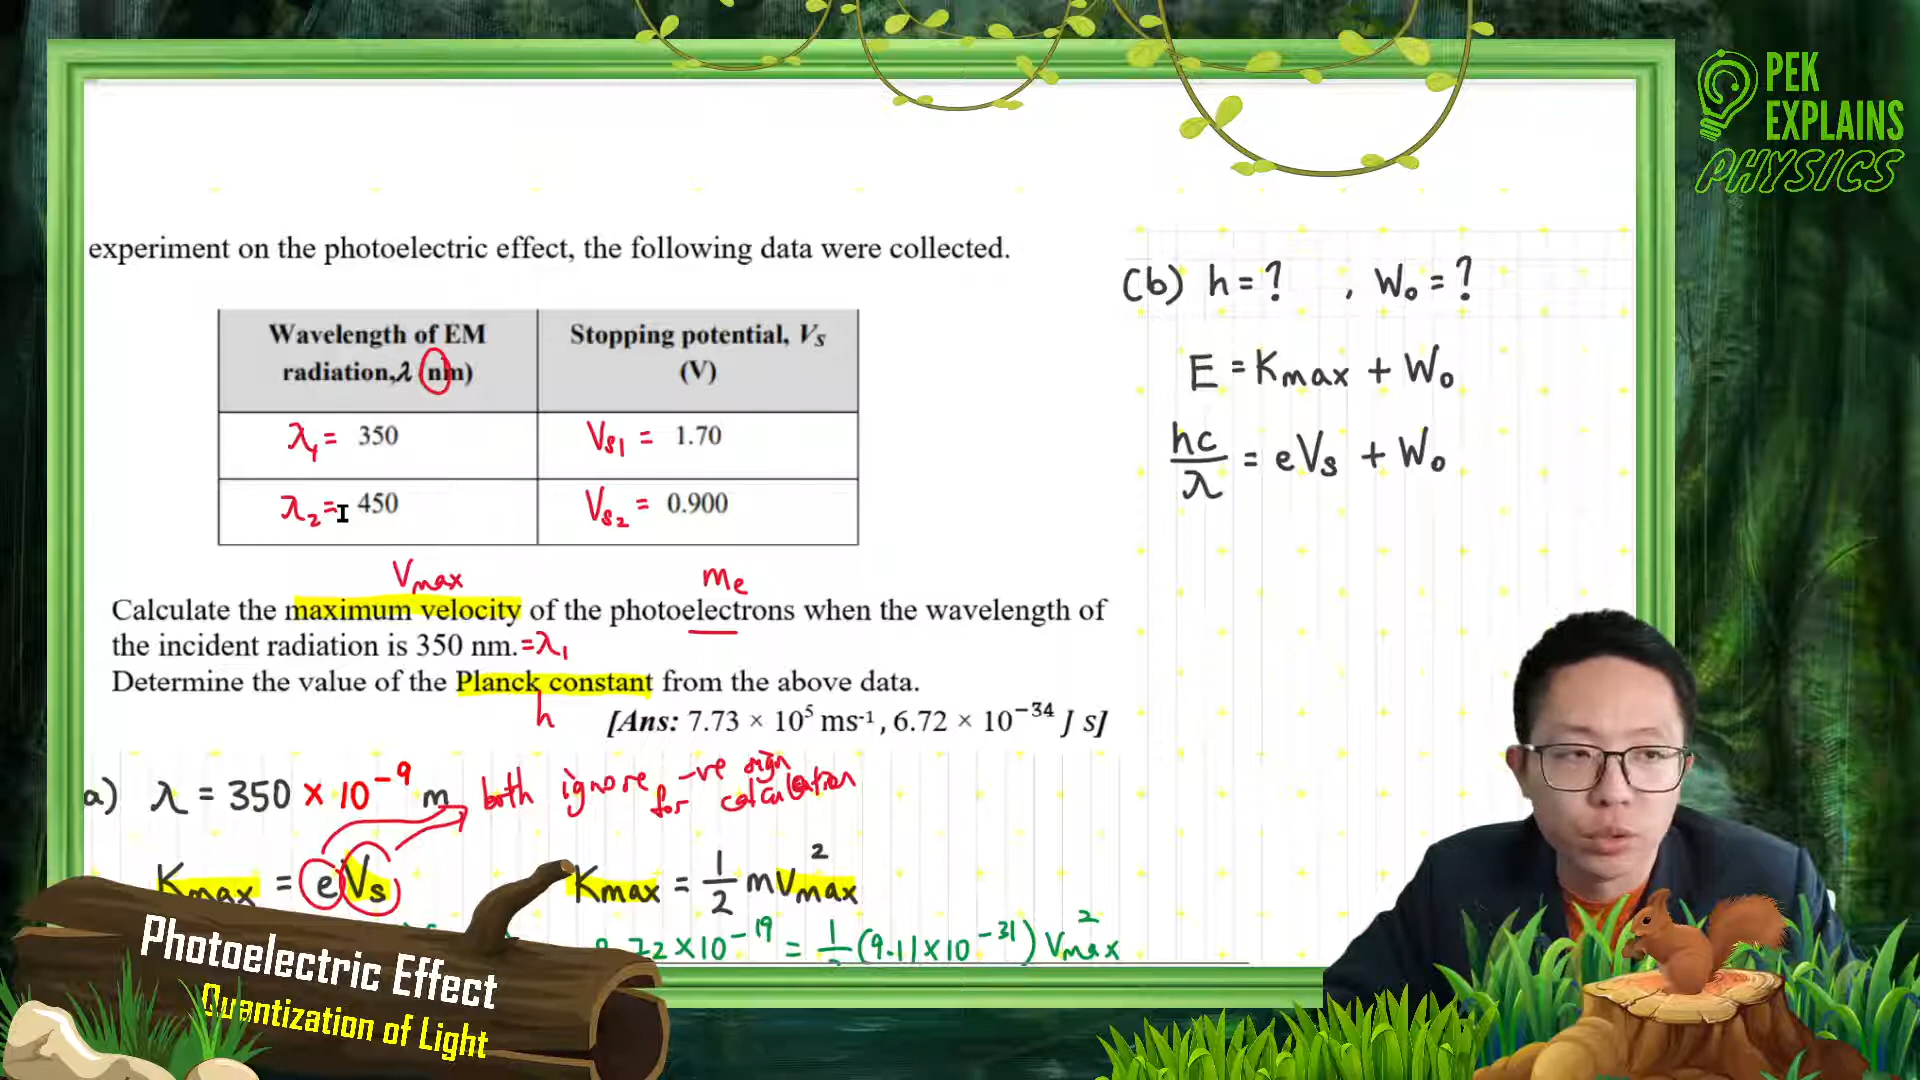 PEK
EXPLAINS
PHYSICS
experiment on the photoelectric effect, the following data were collected.
Wavelength of EM radiation, λ (nm)
Stopping potential, Vs (V)
λ₁ = 350
Vs1 = 1.70
λ₂ = 450
Vs2 = 0.900
Vmax
me
Calculate the maximum velocity of the photoelectrons when the wavelength of
the incident radiation is 350 nm. = λ₁
Determine the value of the Planck constant from the above data.
h
[Ans: 7.73 × 10⁵ ms⁻¹, 6.72 × 10⁻³⁴ J s]
a) λ = 350 × 10⁻⁹ m
both ignore -ve sign
for calculation
Kmax = eVs
Kmax = 1/2 mvmax²
72×10⁻¹⁹ = (9.11×10⁻³¹) Vmax²
(b) h = ? , W₀ = ?
E = Kmax + W₀
hc/λ = eVs + W₀
Photoelectric Effect
Quantization of Light